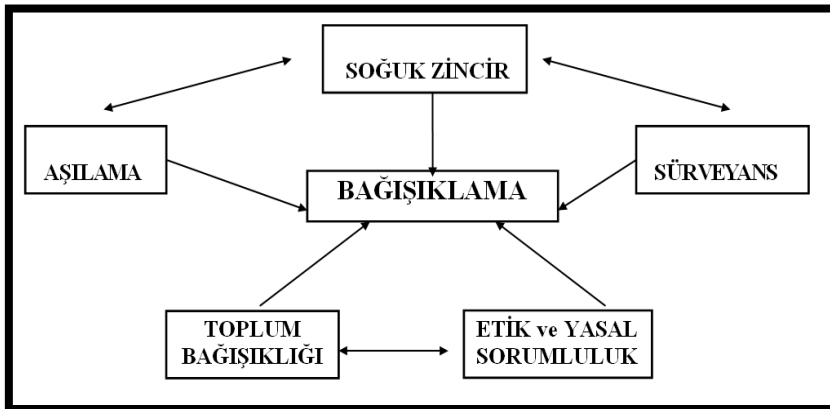 SOĞUK ZİNCİR
AŞILAMA
SÜRVEYANS
BAĞIŞIKLAMA
TOPLUM
BAĞIŞIKLIĞI
ETİK ve YASAL
SORUMLULUK